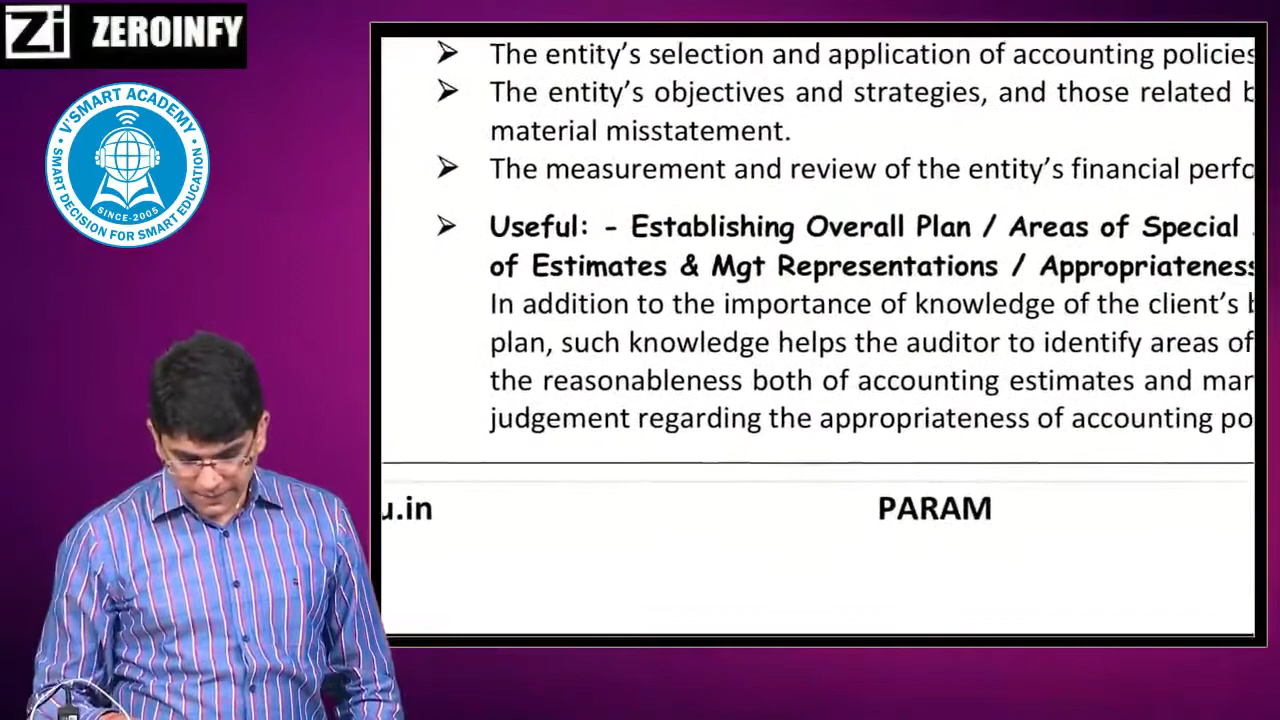 Zi ZEROINFY
V'SMART ACADEMY
SMART DECISION FOR SMART EDUCATION
SINCE-2005
➢ The entity's selection and application of accounting policies
➢ The entity's objectives and strategies, and those related b
material misstatement.
➢ The measurement and review of the entity's financial perfo
➢ Useful: - Establishing Overall Plan / Areas of Special
of Estimates & Mgt Representations / Appropriateness
In addition to the importance of knowledge of the client's b
plan, such knowledge helps the auditor to identify areas of
the reasonableness both of accounting estimates and mar
judgement regarding the appropriateness of accounting po
u.in PARAM